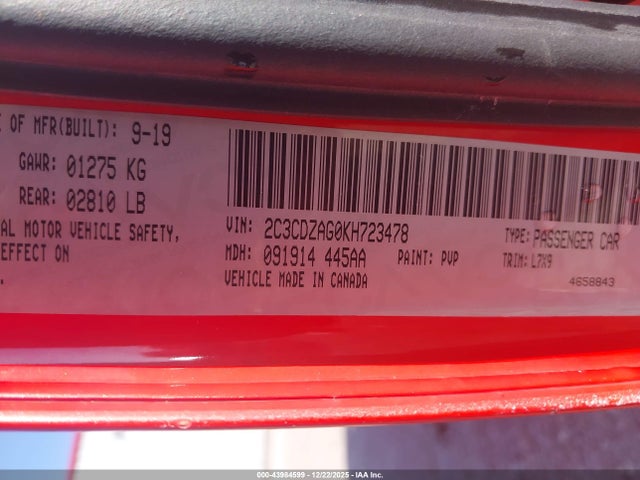 E OF MFR(BUILT): 9-19
GAWR: 01275 KG
REAR: 02810 LB
AL MOTOR VEHICLE SAFETY,
EFFECT ON
VIN: 2C3CDZAG0KH723478
MDH: 091914 445AA
PAINT: PVP
VEHICLE MADE IN CANADA
TYPE: PASSENGER CAR
TRIM: L7X9
4658843
000-43984599 - 12/22/2025 - IAA Inc.